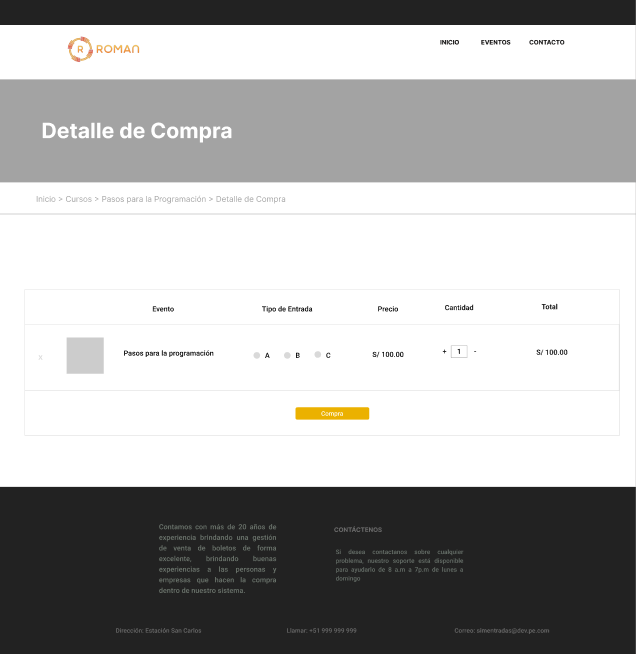 R ROMAN
INICIO EVENTOS CONTACTO
Detalle de Compra
Inicio > Cursos > Pasos para la Programación > Detalle de Compra
Evento Tipo de Entrada Precio Cantidad Total
x Pasos para la programación A B C S/ 100.00 + 1 - S/ 100.00
Compra
Contamos con más de 20 años de
experiencia brindando una gestión
de venta de boletos de forma
excelente, brindando buenas
experiencias a las personas y
empresas que hacen la compra
dentro de nuestro sistema.
CONTÁCTENOS
Si desea contactanos sobre cualquier
problema, nuestro soporte está disponible
para ayudarlo de 8 a.m a 7p.m de lunes a
domingo
Dirección: Estación San Carlos Llamar: +51 999 999 999 Correo: simentradas@dev.pe.com